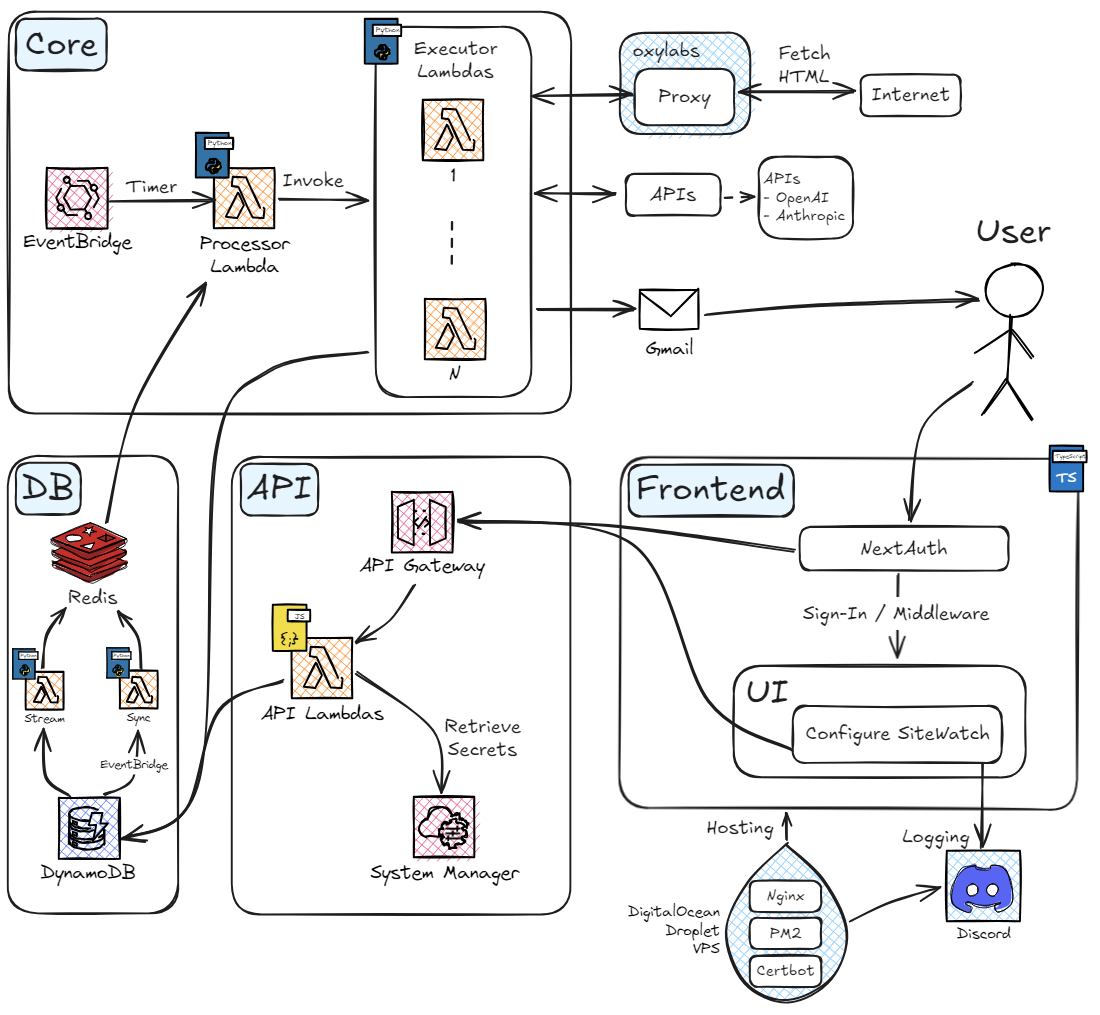 Core
Python
Executor
Lambdas
1
N
Python
EventBridge
Timer
Processor
Lambda
Invoke
oxylabs
Proxy
Fetch
HTML
Internet
APIs
APIs
- OpenAI
- Anthropic
Gmail
User
DB
Redis
Python
Stream
Python
Sync
EventBridge
DynamoDB
API
API Gateway
JS
{;}
API Lambdas
Retrieve
Secrets
System Manager
Frontend
TypeScript
TS
NextAuth
Sign-In / Middleware
UI
Configure SiteWatch
Hosting
Logging
DigitalOcean
Droplet
VPS
Nginx
PM2
Certbot
Discord